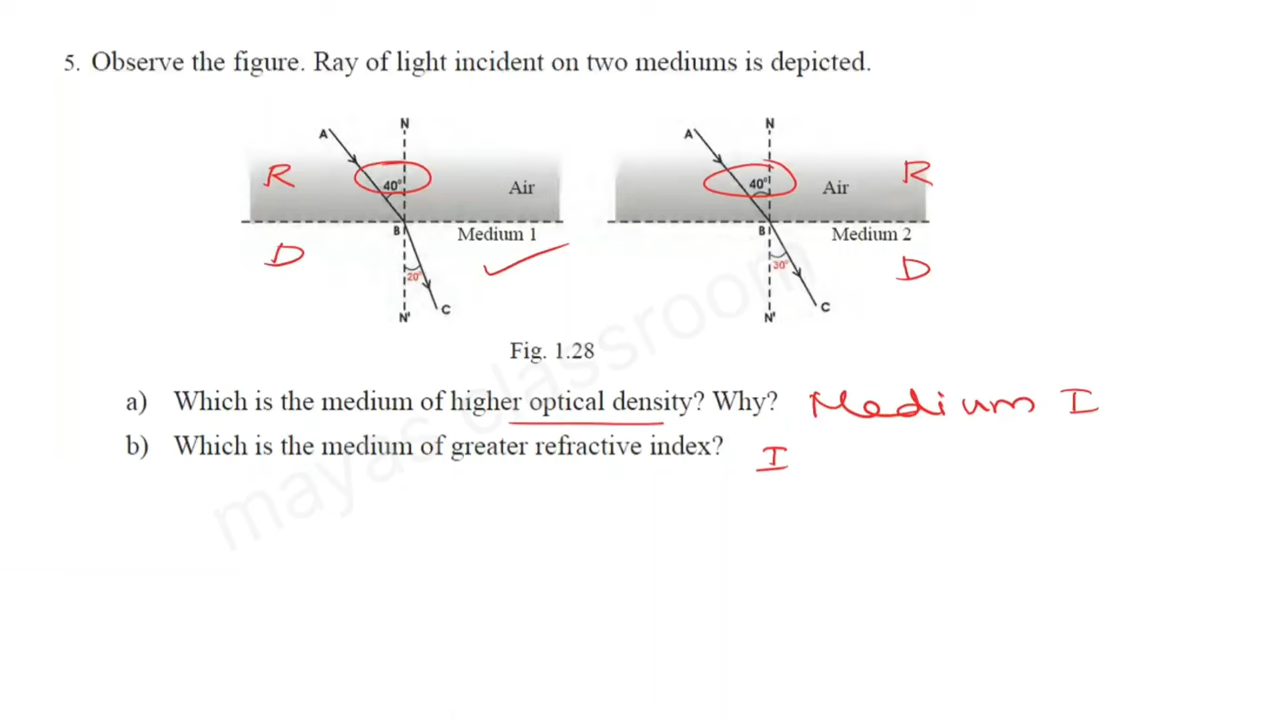 5. Observe the figure. Ray of light incident on two mediums is depicted.
A N
R 40° Air
B Medium 1
D 20°
C
N'
A N
40° Air R
B Medium 2
30° D
C
N'
Fig. 1.28
a) Which is the medium of higher optical density? Why? Medium I
b) Which is the medium of greater refractive index? I
mayas classroom